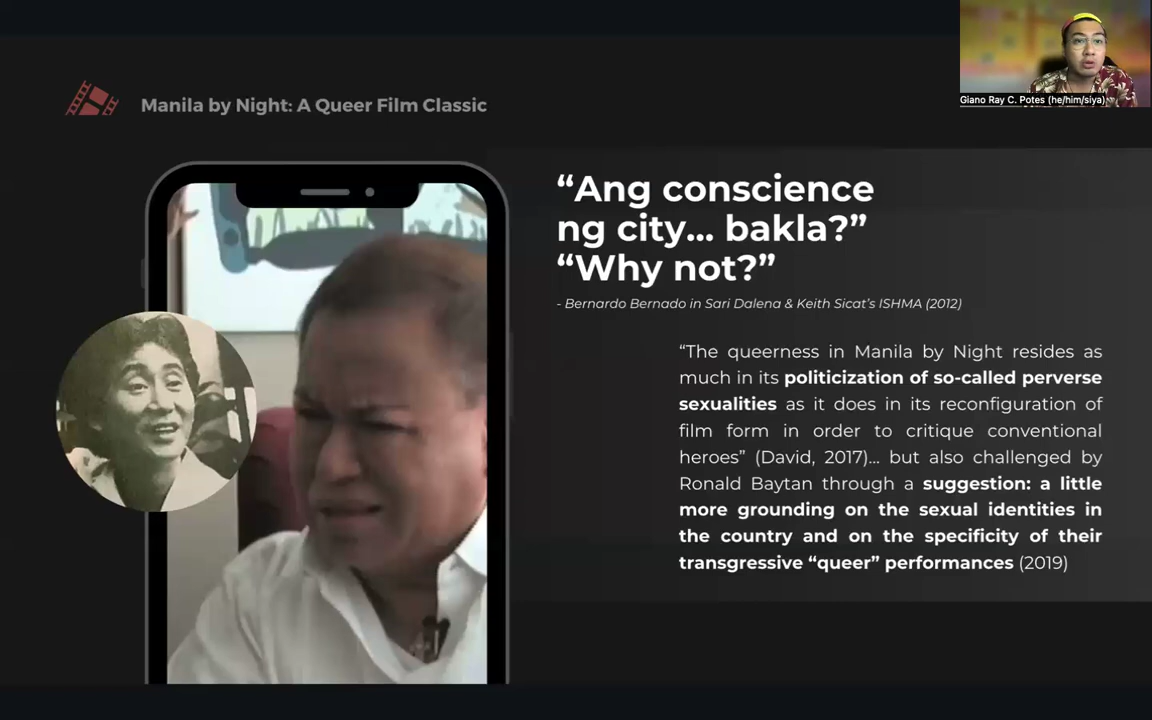 Giano Ray C. Potes (he/him/siya)
Manila by Night: A Queer Film Classic
“Ang conscience
ng city... bakla?”
“Why not?”
- Bernardo Bernado in Sari Dalena & Keith Sicat’s ISHMA (2012)
“The queerness in Manila by Night resides as
much in its politicization of so-called perverse
sexualities as it does in its reconfiguration of
film form in order to critique conventional
heroes” (David, 2017)... but also challenged by
Ronald Baytan through a suggestion: a little
more grounding on the sexual identities in
the country and on the specificity of their
transgressive “queer” performances (2019)